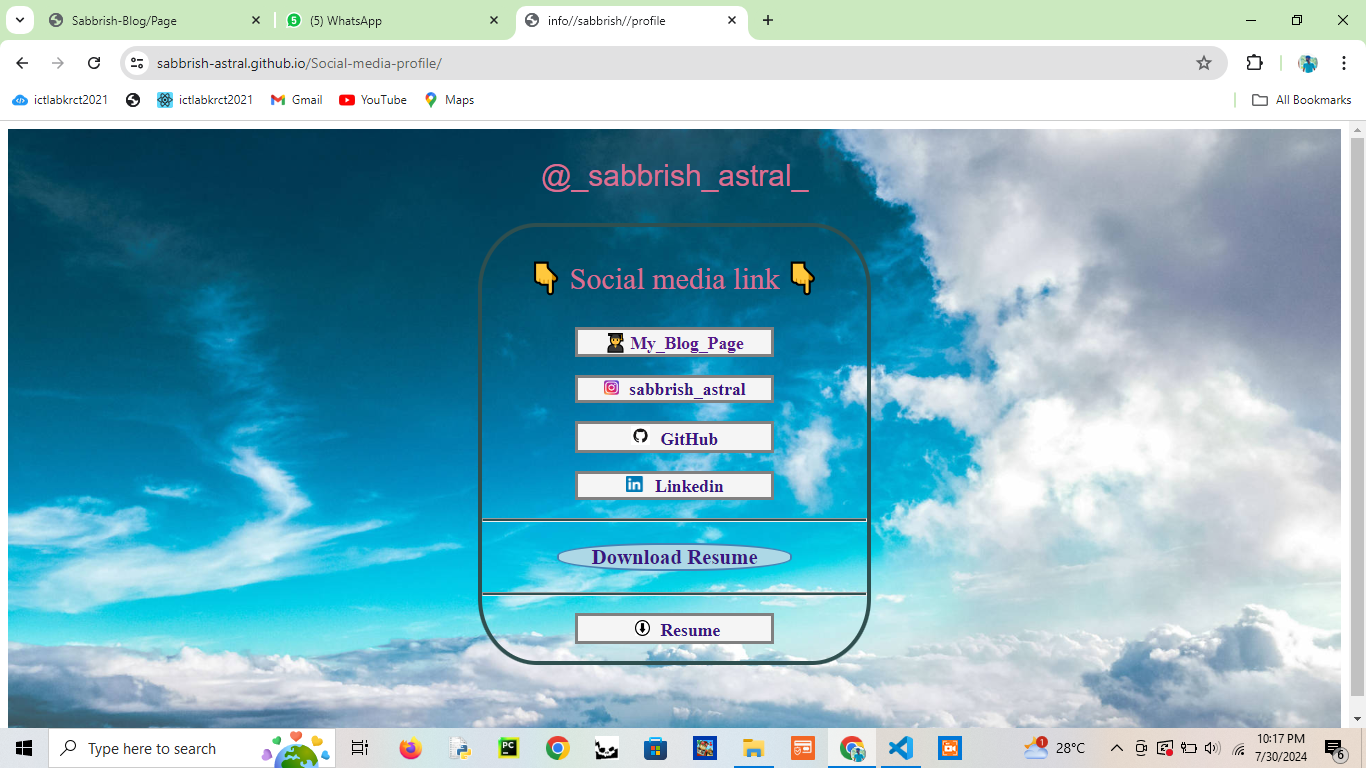 Sabbrish-Blog/Page
(5) WhatsApp
info//sabbrish//profile
sabbrish-astral.github.io/Social-media-profile/
ictlabkrct2021
ictlabkrct2021
Gmail
YouTube
Maps
All Bookmarks
@_sabbrish_astral_
👇 Social media link 👇
My_Blog_Page
sabbrish_astral
GitHub
Linkedin
Download Resume
Resume
Type here to search
28°C
10:17 PM
7/30/2024